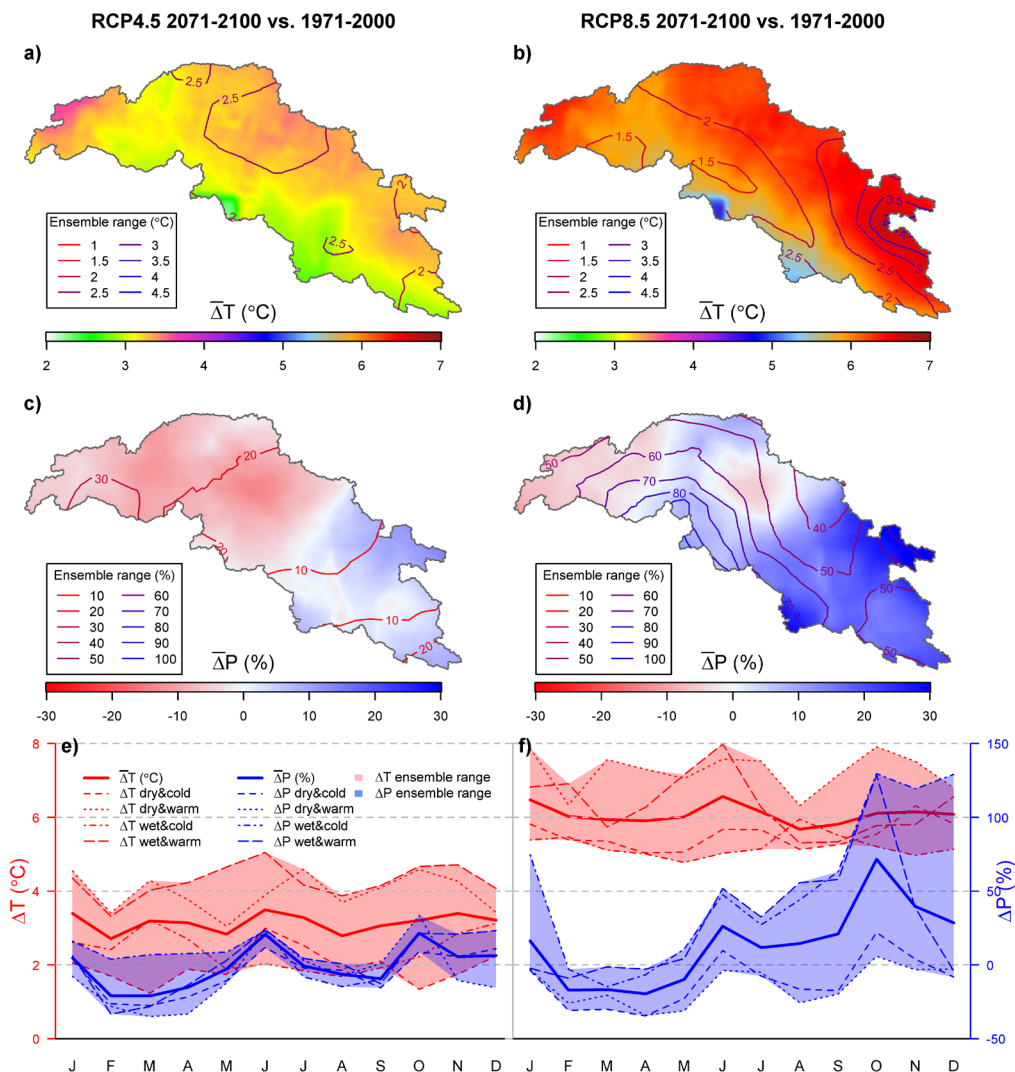 RCP4.5 2071-2100 vs. 1971-2000
RCP8.5 2071-2100 vs. 1971-2000
a)
2.5
2.5
2
2
2.5
2
Ensemble range (°C)
1 3
1.5 3.5
2 4
2.5 4.5
ΔT (°C)
2 3 4 5 6 7
b)
2
1.5
1.5
3.5
4
3
2.5
2.5
2
Ensemble range (°C)
1 3
1.5 3.5
2 4
2.5 4.5
ΔT (°C)
2 3 4 5 6 7
c)
20
30
20
10
10
20
Ensemble range (%)
10 60
20 70
30 80
40 90
50 100
ΔP (%)
-30 -20 -10 0 10 20 30
d)
50
60
70
80
40
50
50
70
50
Ensemble range (%)
10 60
20 70
30 80
40 90
50 100
ΔP (%)
-30 -20 -10 0 10 20 30
e)
ΔT (°C) ΔP (%) ΔT ensemble range
ΔT dry&cold ΔP dry&cold ΔP ensemble range
ΔT dry&warm ΔP dry&warm
ΔT wet&cold ΔP wet&cold
ΔT wet&warm ΔP wet&warm
8
6
4
2
0
ΔT (°C)
J F M A M J J A S O N D
f)
150
100
50
0
-50
ΔP (%)
J F M A M J J A S O N D